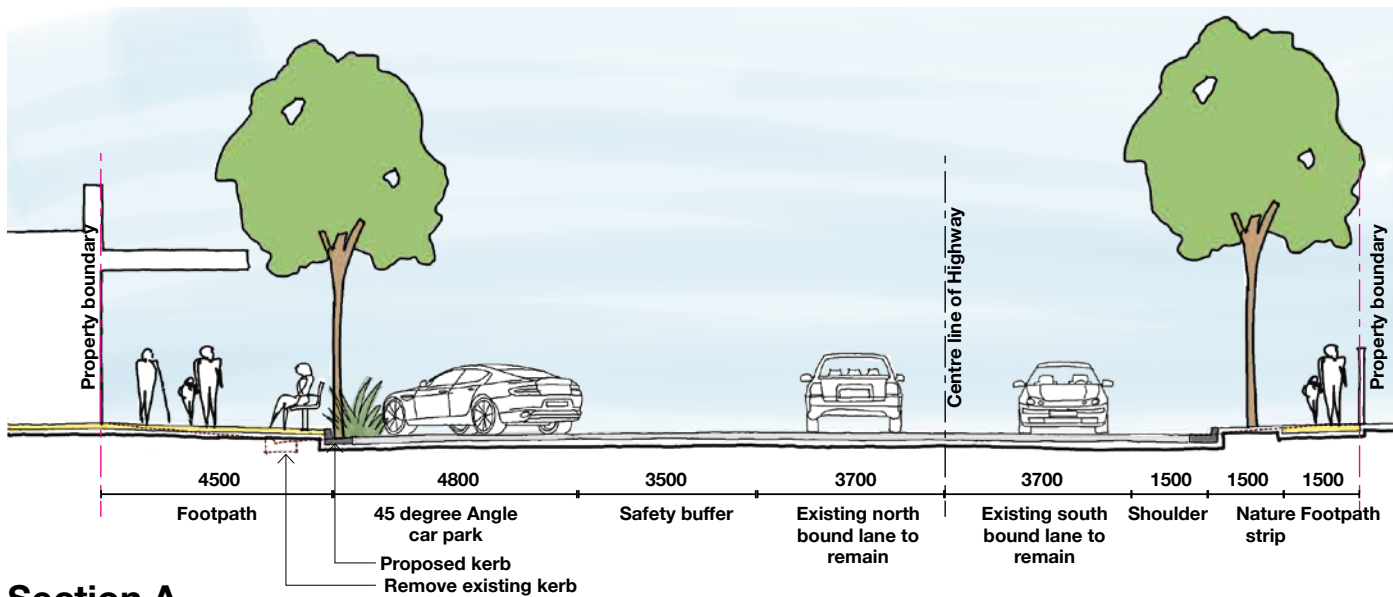 Property boundary
Centre line of Highway
Property boundary
4500
4800
3500
3700
3700
1500
1500
1500
Footpath
45 degree Angle
car park
Safety buffer
Existing north
bound lane to
remain
Existing south
bound lane to
remain
Shoulder
Nature
strip
Footpath
Proposed kerb
Remove existing kerb
Section A